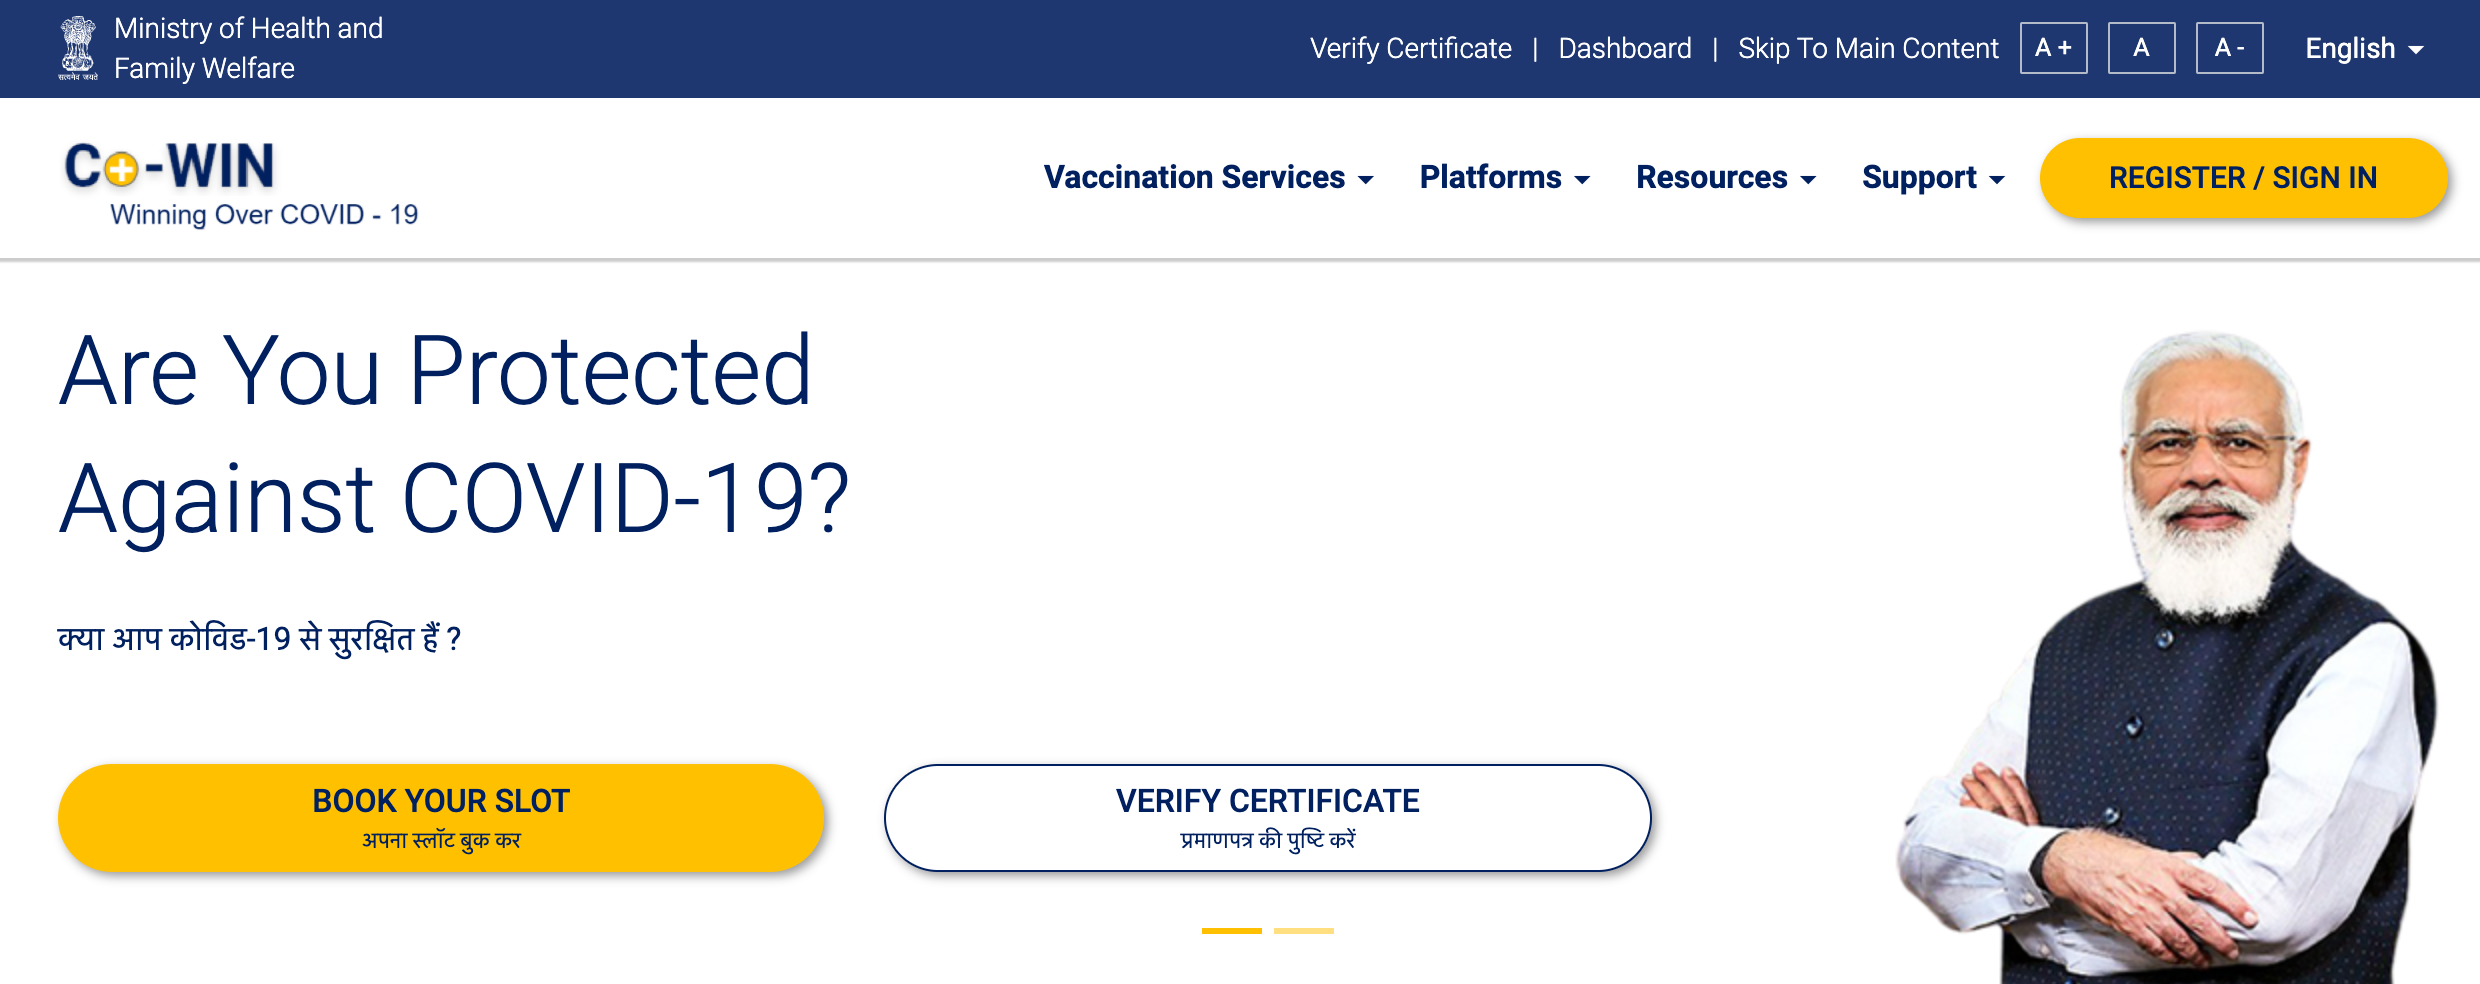 Ministry of Health and
Family Welfare
सत्यमेव जयते
Verify Certificate | Dashboard | Skip To Main Content A + A A - English
Co-WIN
Winning Over COVID - 19
Vaccination Services Platforms Resources Support REGISTER / SIGN IN
Are You Protected
Against COVID-19?
क्या आप कोविड-19 से सुरक्षित हैं ?
BOOK YOUR SLOT
अपना स्लॉट बुक कर
VERIFY CERTIFICATE
प्रमाणपत्र की पुष्टि करें